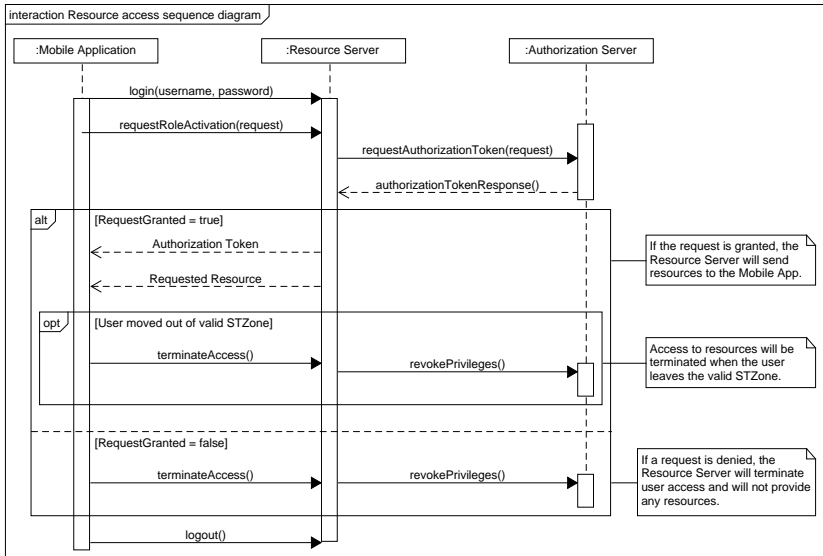 interaction Resource access sequence diagram
:Mobile Application
:Resource Server
:Authorization Server
login(username, password)
requestRoleActivation(request)
requestAuthorizationToken(request)
authorizationTokenResponse()
alt
[RequestGranted = true]
Authorization Token
Requested Resource
If the request is granted, the
Resource Server will send
resources to the Mobile App.
opt
[User moved out of valid STZone]
terminateAccess()
revokePrivileges()
Access to resources will be
terminated when the user
leaves the valid STZone.
[RequestGranted = false]
terminateAccess()
revokePrivileges()
If a request is denied, the
Resource Server will terminate
user access and will not provide
any resources.
logout()